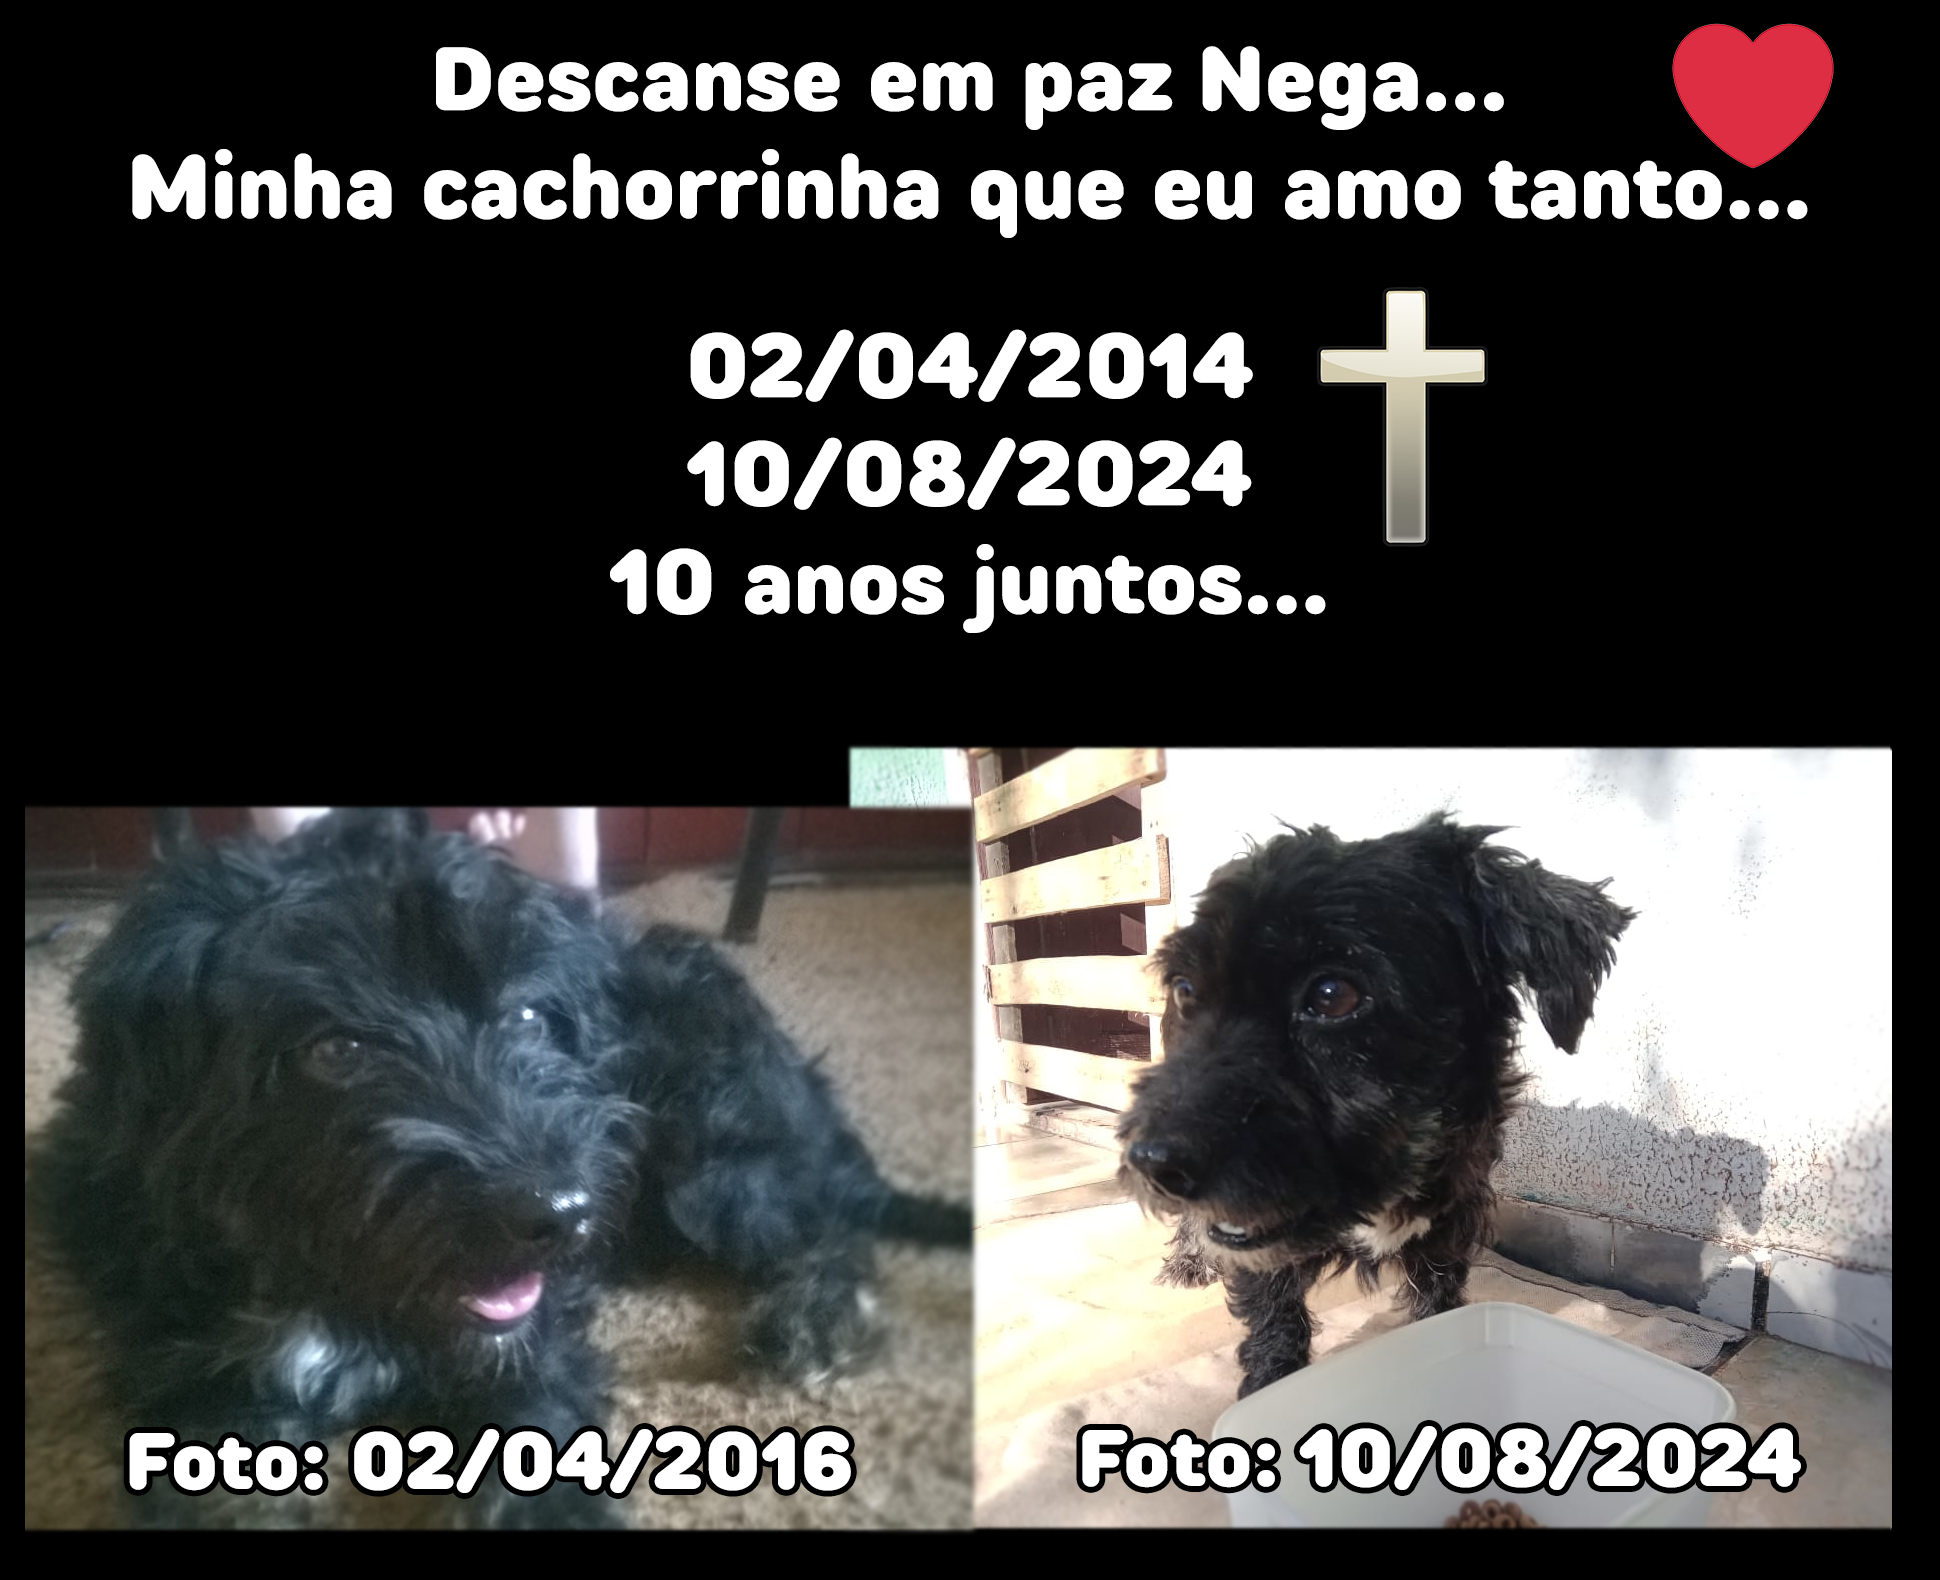 Descanse em paz Nega...
Minha cachorrinha que eu amo tanto...
02/04/2014
10/08/2024
10 anos juntos...
Foto: 02/04/2016
Foto: 10/08/2024